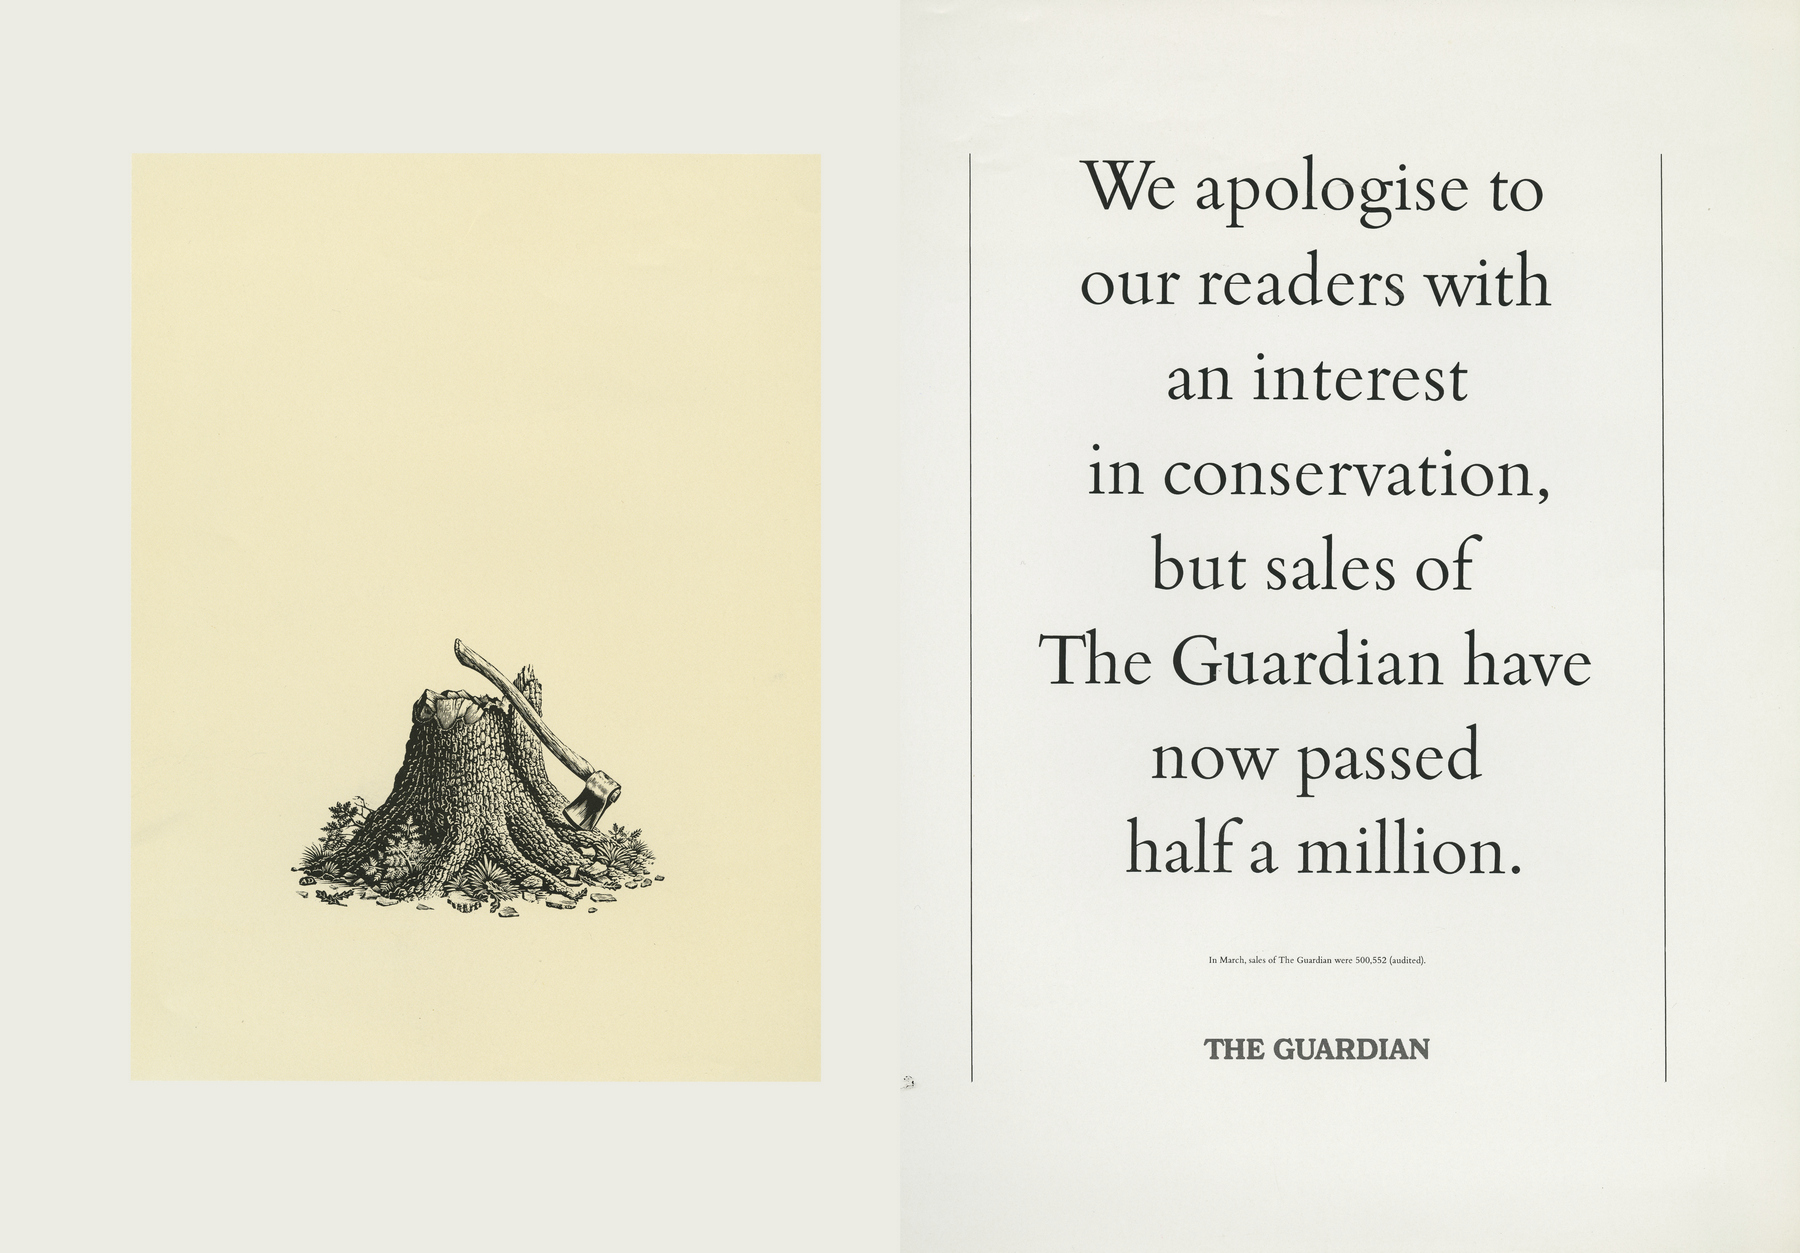 We apologise to
our readers with
an interest
in conservation,
but sales of
The Guardian have
now passed
half a million.
In March, sales of The Guardian were 500,552 (audited).
THE GUARDIAN